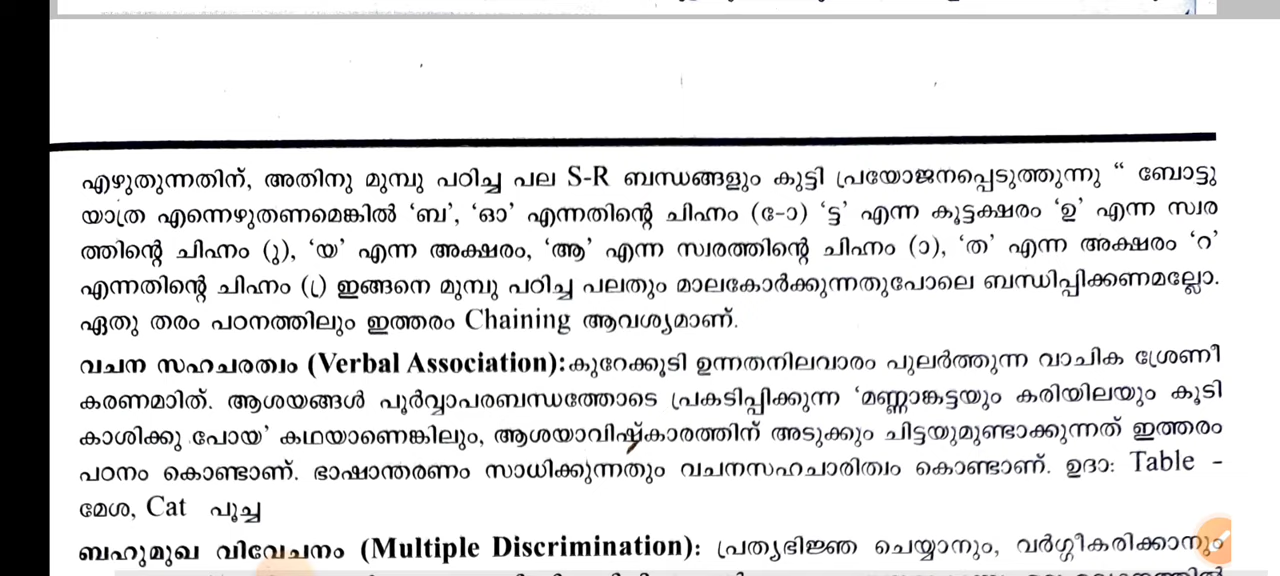 എഴുതുന്നതിന്, അതിനു മുമ്പു പഠിച്ച പല S-R ബന്ധങ്ങളും കുട്ടി പ്രയോജനപ്പെടുത്തുന്നു “ ബോട്ടു
യാത്ര എന്നെഴുതണമെങ്കിൽ ‘ബ’, ‘ഓ’ എന്നതിന്റെ ചിഹ്നം (േ-ാ) ‘ട്ട’ എന്ന കൂട്ടക്ഷരം ‘ഉ’ എന്ന സ്വര
ത്തിന്റെ ചിഹ്നം (ു), ‘യ’ എന്ന അക്ഷരം, ‘ആ’ എന്ന സ്വരത്തിന്റെ ചിഹ്നം (ാ), ‘ത’ എന്ന അക്ഷരം ‘റ’
എന്നതിന്റെ ചിഹ്നം (്ര) ഇങ്ങനെ മുമ്പു പഠിച്ച പലതും മാലകോർക്കുന്നതുപോലെ ബന്ധിപ്പിക്കണമല്ലോ.
ഏതു തരം പഠനത്തിലും ഇത്തരം Chaining ആവശ്യമാണ്.
വചന സഹചരത്വം (Verbal Association):കുറേക്കൂടി ഉന്നതനിലവാരം പുലർത്തുന്ന വാചിക ശ്രേണീ
കരണമാിത്. ആശയങ്ങൾ പൂർവ്വാപരബന്ധത്തോടെ പ്രകടിപ്പിക്കുന്ന ‘മണ്ണാങ്കട്ടയും കരിയിലയും കൂടി
കാശിക്കു പോയ’ കഥയാണെങ്കിലും, ആശയാവിഷ്കാരത്തിന് അടുക്കും ചിട്ടയുമുണ്ടാക്കുന്നത് ഇത്തരം
പഠനം കൊണ്ടാണ്. ഭാഷാന്തരണം സാധിക്കുന്നതും വചനസഹചാരിത്വം കൊണ്ടാണ്. ഉദാ: Table -
മേശ, Cat പൂച്ച
ബഹുമുഖ വിവേചനം (Multiple Discrimination): പ്രത്യഭിജ്ഞ ചെയ്യാനും, വർഗ്ഗീകരിക്കാനും